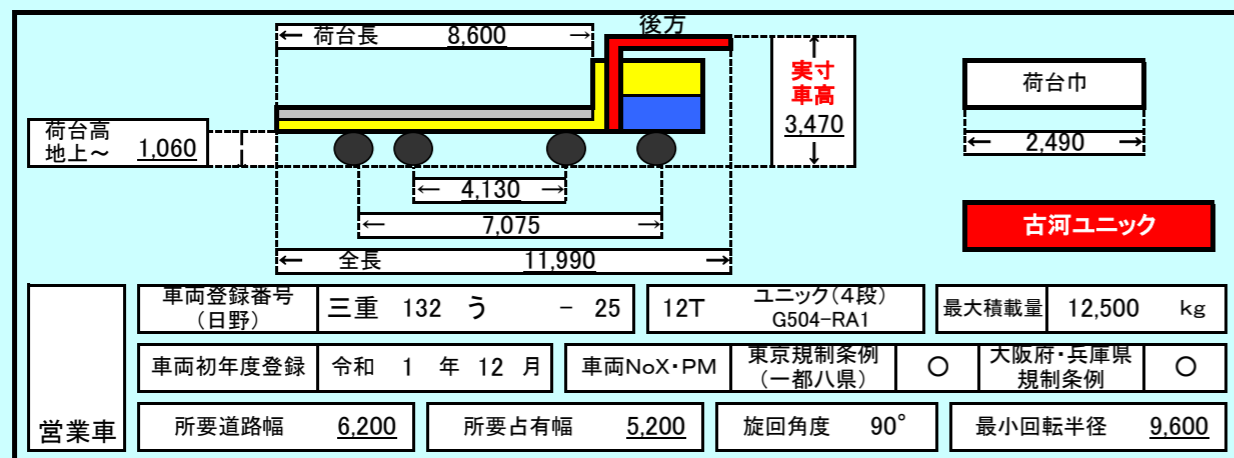 後方
← 荷台長 8,600 →
実寸
車高
3,470
荷台巾
← 2,490 →
荷台高
地上～ 1,060
← 4,130 →
← 7,075 →
← 全長 11,990 →
古河ユニック
営業車
車両登録番号
(日野)
三重 132 う - 25
12T
ユニック(4段)
G504-RA1
最大積載量 12,500 kg
車両初年度登録 令和 1 年 12 月
車両NoX・PM
東京規制条例
(一都八県)
○
大阪府・兵庫県
規制条例
○
所要道路幅 6,200
所要占有幅 5,200
旋回角度 90°
最小回転半径 9,600